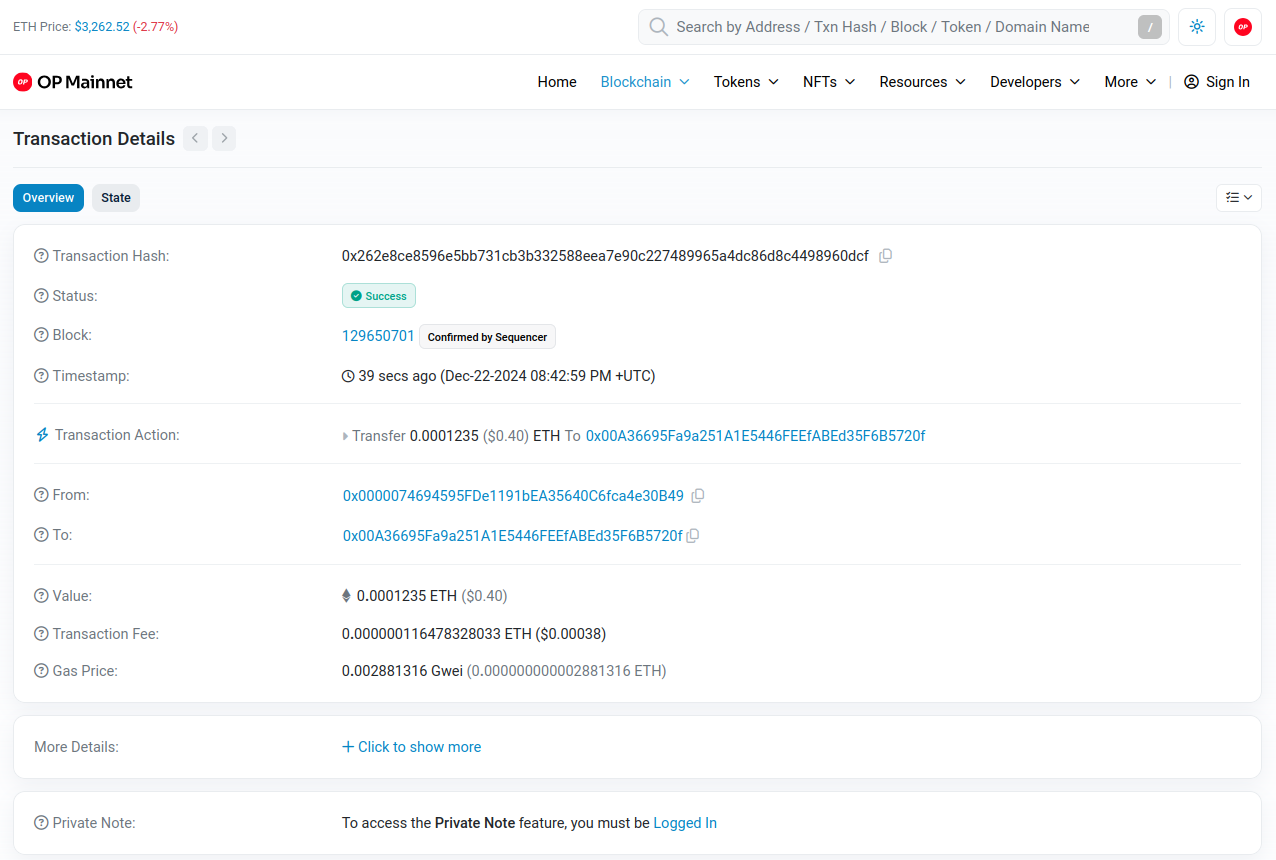 ETH Price: $3,262.52 (-2.77%)
Search by Address / Txn Hash / Block / Token / Domain Name
/
OP
OP OP Mainnet
Home Blockchain Tokens NFTs Resources Developers More | Sign In
Transaction Details
Overview State
Transaction Hash: 0x262e8ce8596e5bb731cb3b332588eea7e90c227489965a4dc86d8c4498960dcf
Status: Success
Block: 129650701 Confirmed by Sequencer
Timestamp: 39 secs ago (Dec-22-2024 08:42:59 PM +UTC)
Transaction Action: Transfer 0.0001235 ($0.40) ETH To 0x00A36695Fa9a251A1E5446FEEfABEd35F6B5720f
From: 0x0000074694595FDe1191bEA35640C6fca4e30B49
To: 0x00A36695Fa9a251A1E5446FEEfABEd35F6B5720f
Value: 0.0001235 ETH ($0.40)
Transaction Fee: 0.000000116478328033 ETH ($0.00038)
Gas Price: 0.002881316 Gwei (0.000000000002881316 ETH)
More Details: + Click to show more
Private Note: To access the Private Note feature, you must be Logged In